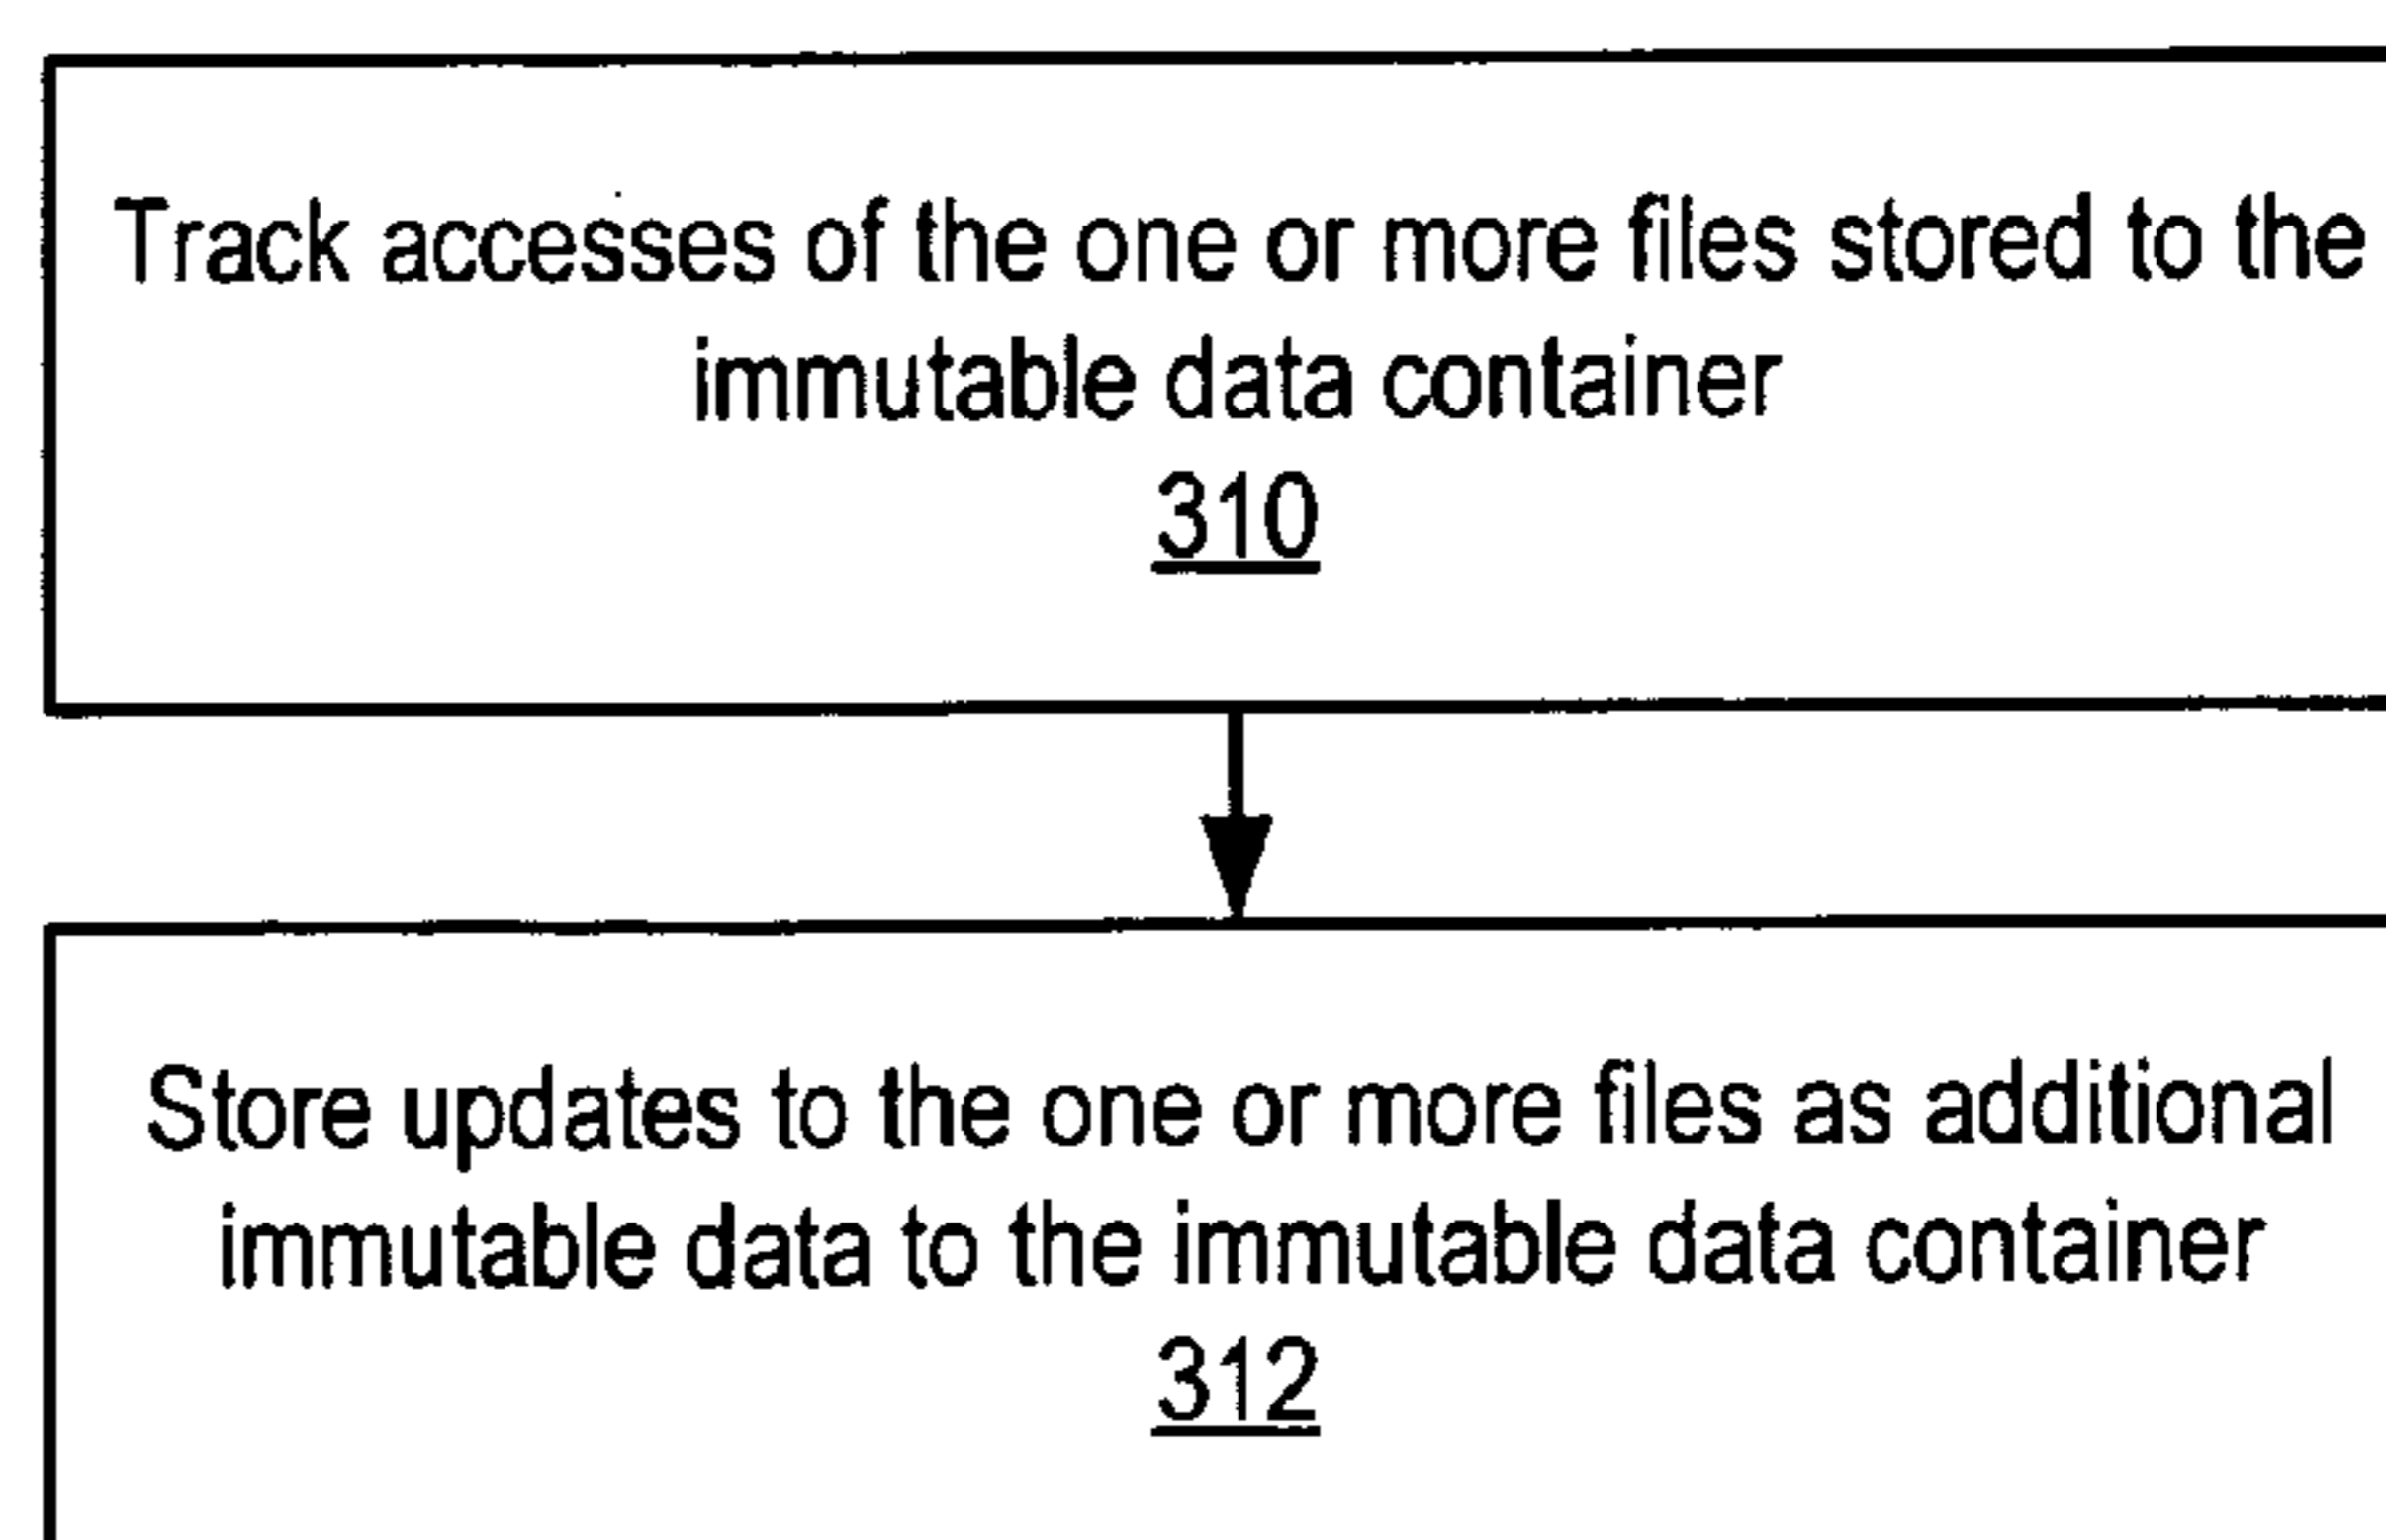 Track accesses of the one or more files stored to the
immutable data container
310
Store updates to the one or more files as additional
immutable data to the immutable data container
312